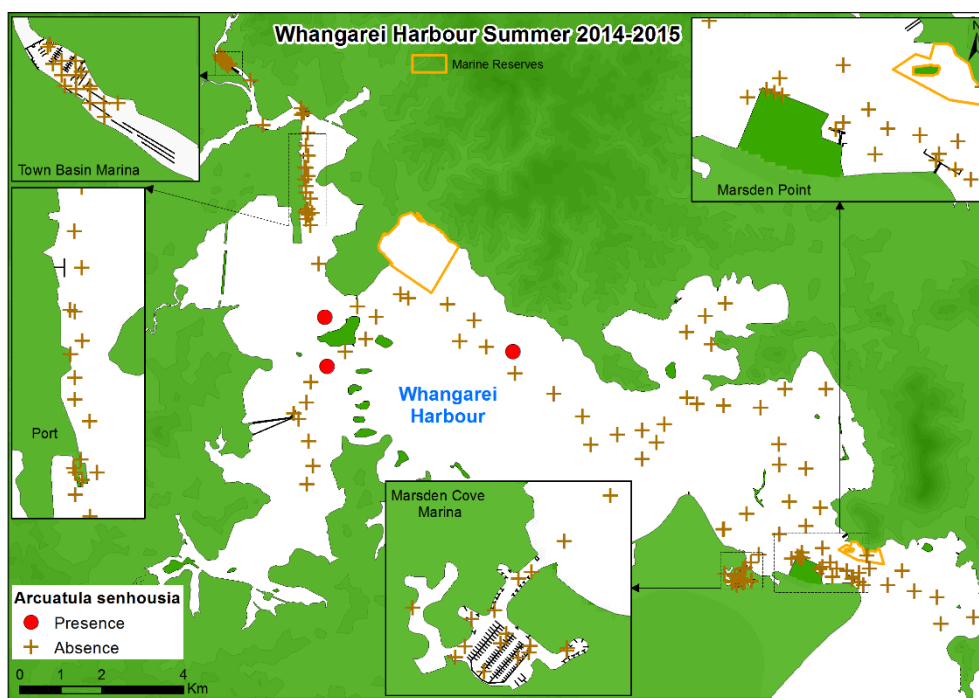 Whangarei Harbour Summer 2014-2015
Marine Reserves
N
Town Basin Marina
Marsden Point
Port
Whangarei
Harbour
Marsden Cove
Marina
Arcuatula senhousia
Presence
Absence
0 1 2 4
Km